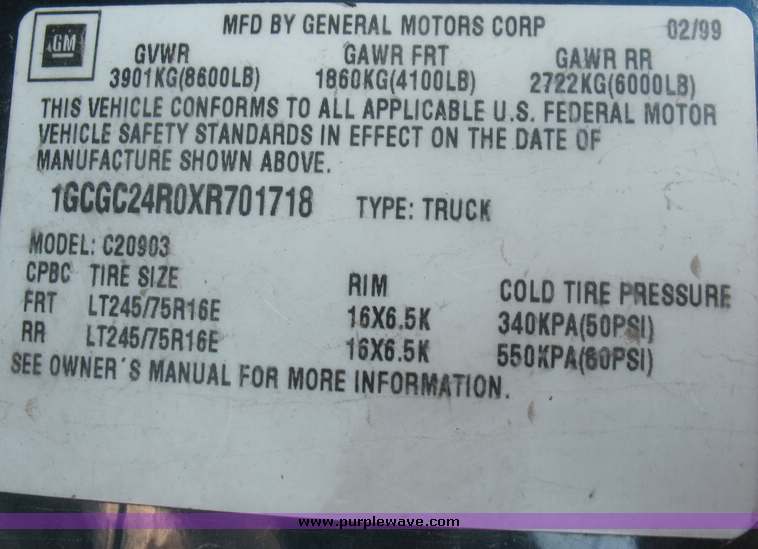 GM
MFD BY GENERAL MOTORS CORP 02/99
GVWR GAWR FRT GAWR RR
3901KG(8600LB) 1860KG(4100LB) 2722KG(6000LB)
THIS VEHICLE CONFORMS TO ALL APPLICABLE U.S. FEDERAL MOTOR
VEHICLE SAFETY STANDARDS IN EFFECT ON THE DATE OF
MANUFACTURE SHOWN ABOVE.
1GCGC24R0XR701718 TYPE: TRUCK
MODEL: C20903
CPBC TIRE SIZE RIM COLD TIRE PRESSURE
FRT LT245/75R16E 16X6.5K 340KPA(50PSI)
RR LT245/75R16E 16X6.5K 550KPA(80PSI)
SEE OWNER´S MANUAL FOR MORE INFORMATION.
www.purplewave.com